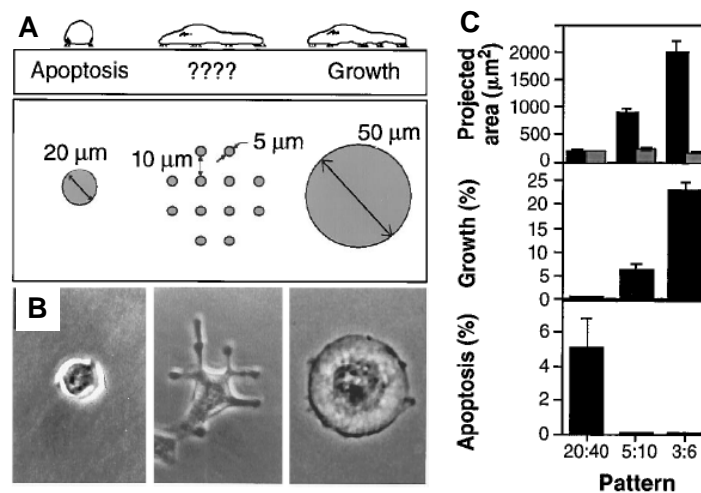 A
Apoptosis ???? Growth
20 μm
10 μm
5 μm
50 μm
B
C
Projected
area (μm²)
2000
1500
1000
500
0
Growth (%)
25
20
15
10
5
0
Apoptosis (%)
6
4
2
0
20:40 5:10 3:6
Pattern